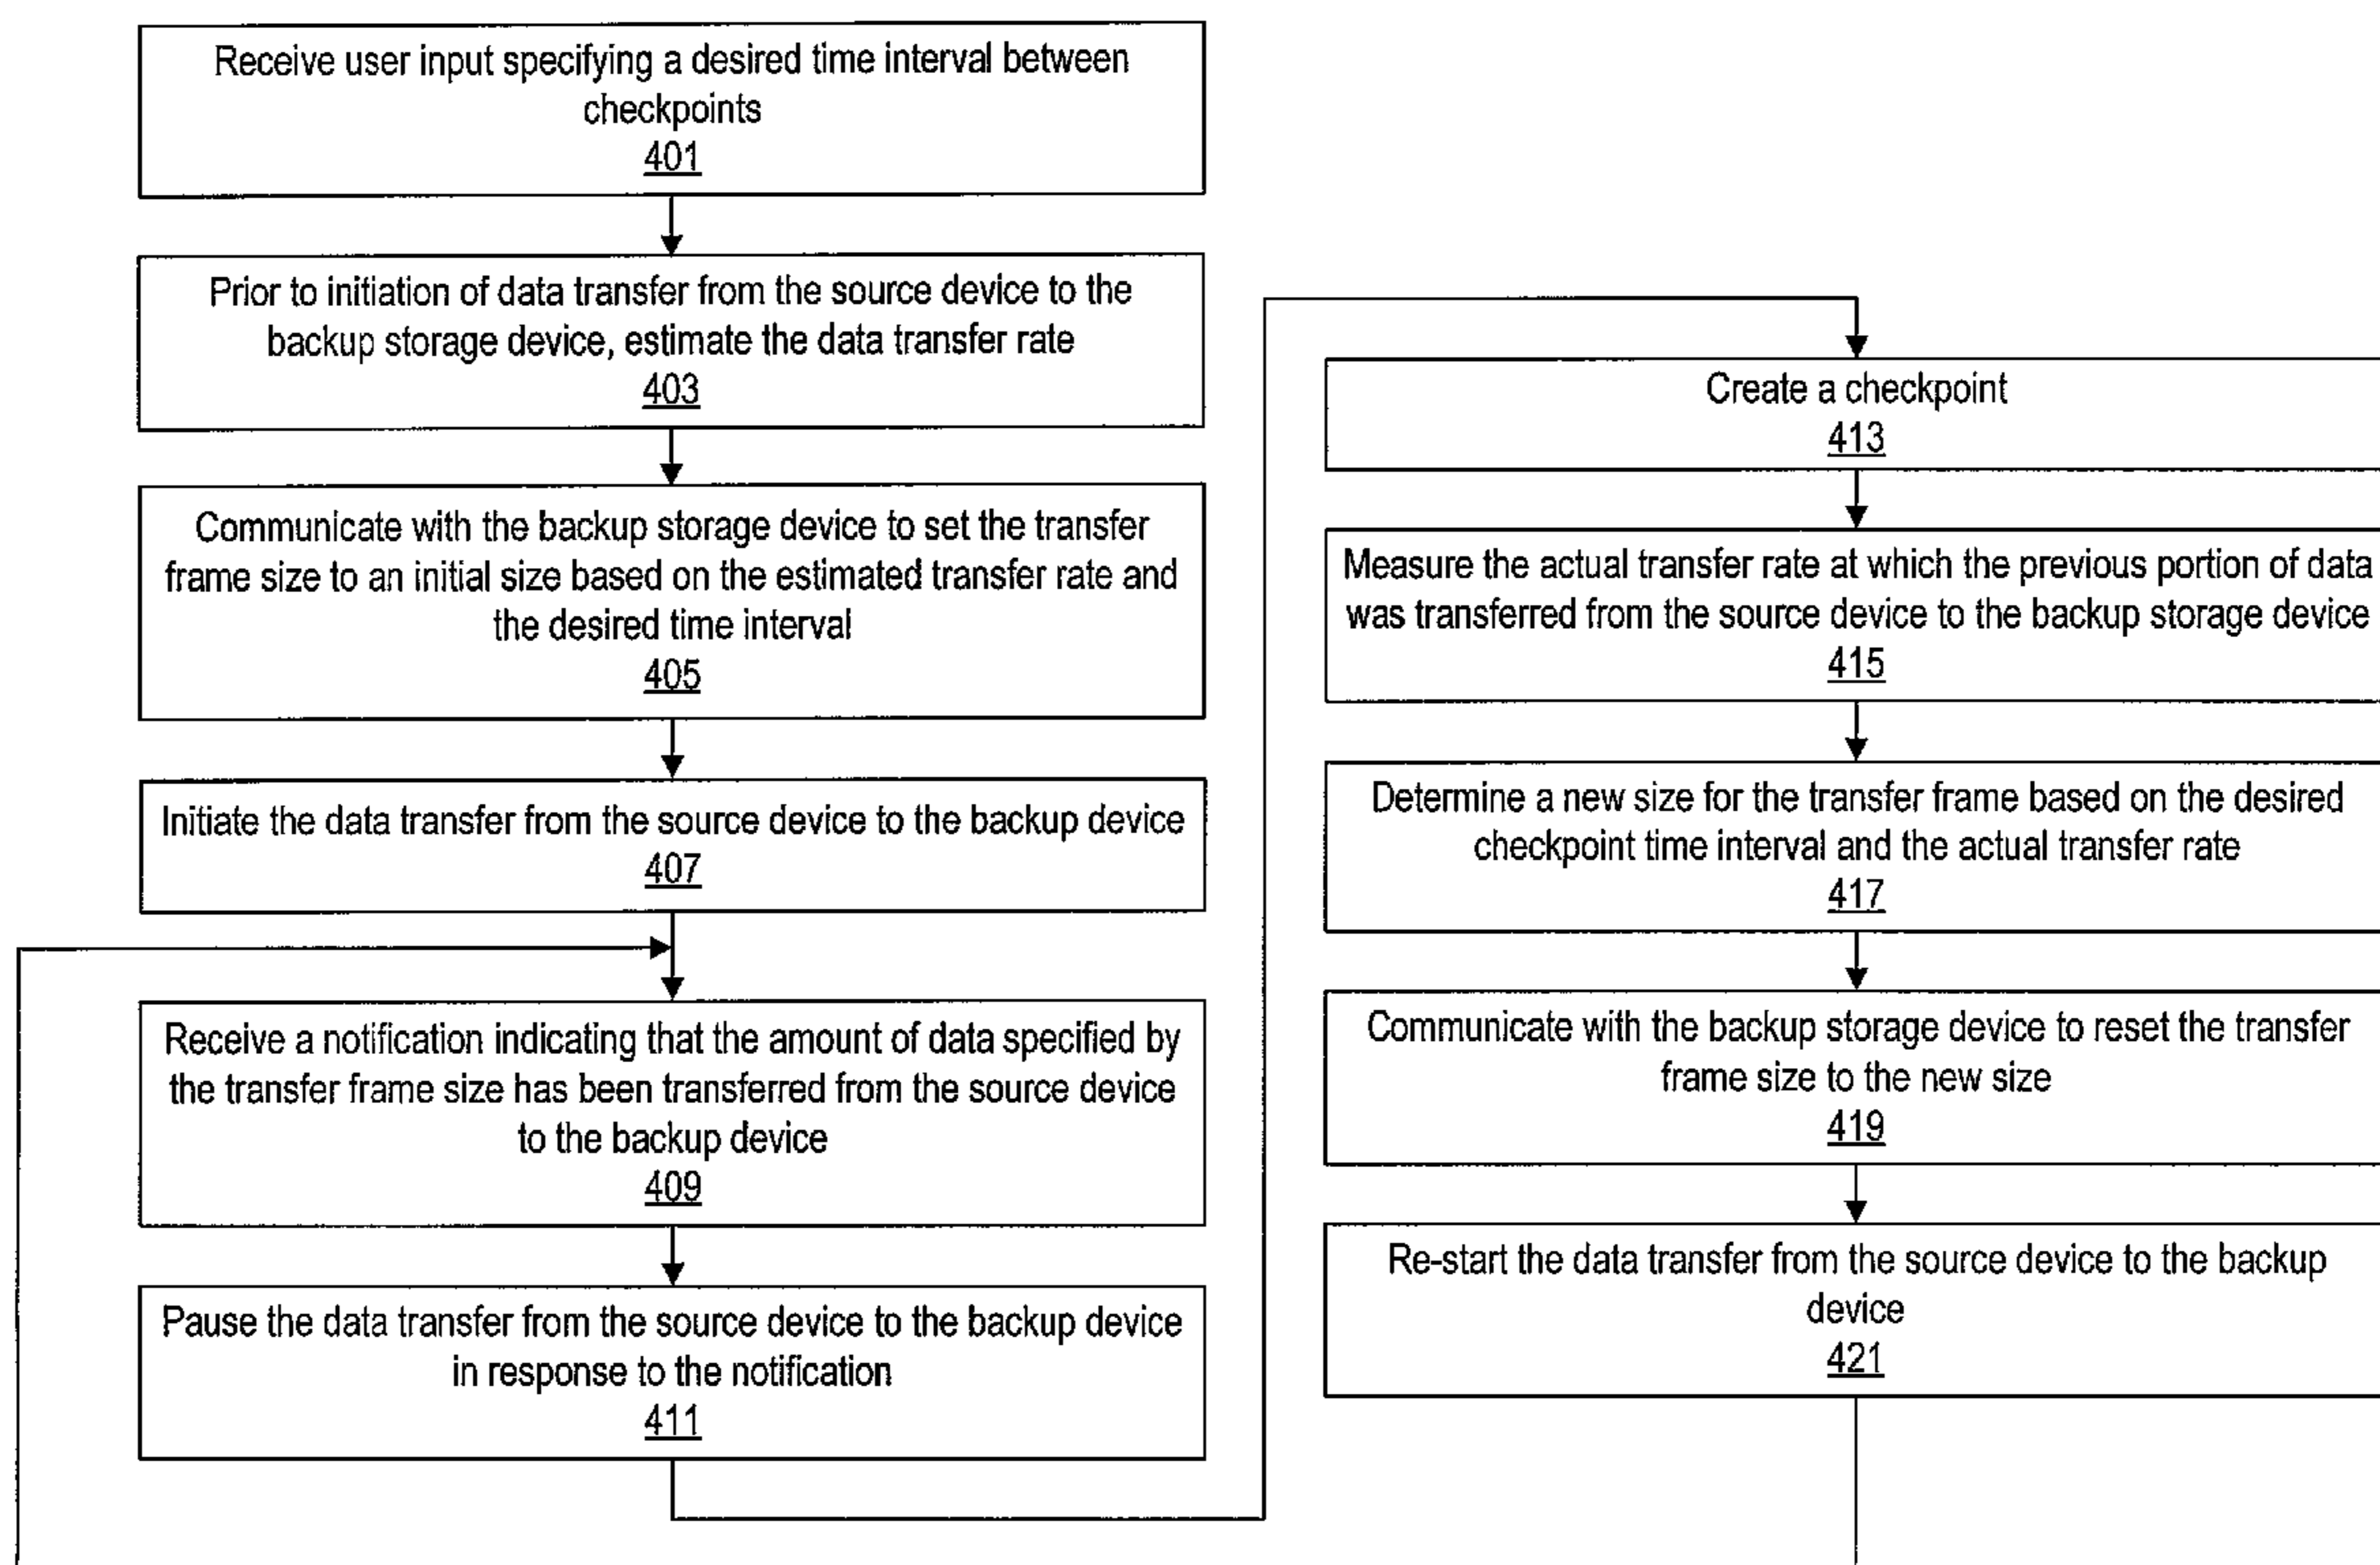 Receive user input specifying a desired time interval between
checkpoints
401
Prior to initiation of data transfer from the source device to the
backup storage device, estimate the data transfer rate
403
Communicate with the backup storage device to set the transfer
frame size to an initial size based on the estimated transfer rate and
the desired time interval
405
Initiate the data transfer from the source device to the backup device
407
Receive a notification indicating that the amount of data specified by
the transfer frame size has been transferred from the source device
to the backup device
409
Pause the data transfer from the source device to the backup device
in response to the notification
411
Create a checkpoint
413
Measure the actual transfer rate at which the previous portion of data
was transferred from the source device to the backup storage device
415
Determine a new size for the transfer frame based on the desired
checkpoint time interval and the actual transfer rate
417
Communicate with the backup storage device to reset the transfer
frame size to the new size
419
Re-start the data transfer from the source device to the backup
device
421